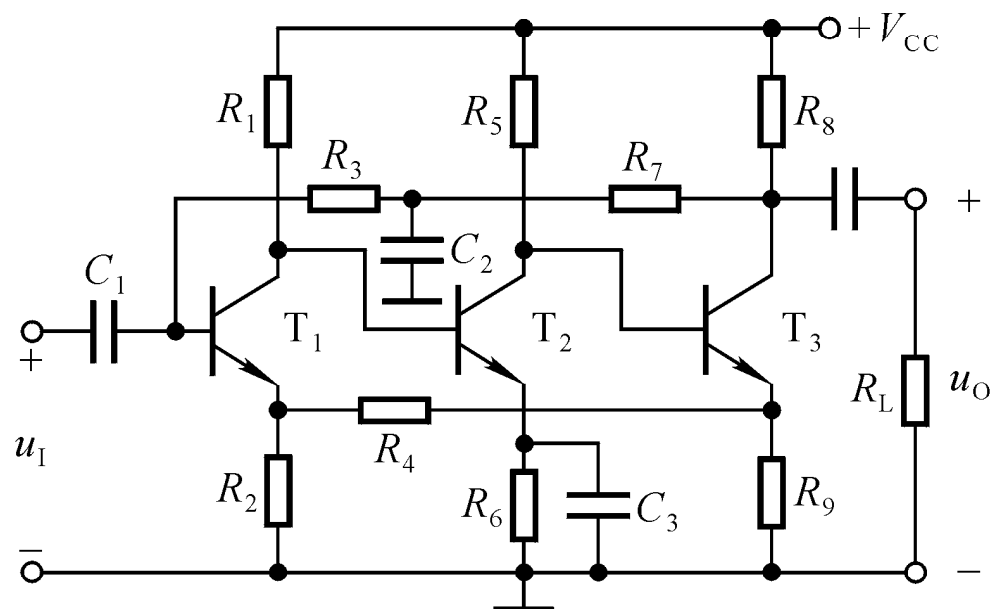 + V_CC
R_1
R_5
R_8
R_3
R_7
+
C_1
C_2
T_1
T_2
T_3
+
R_L
u_O
u_I
R_4
R_2
R_6
C_3
R_9
−
−